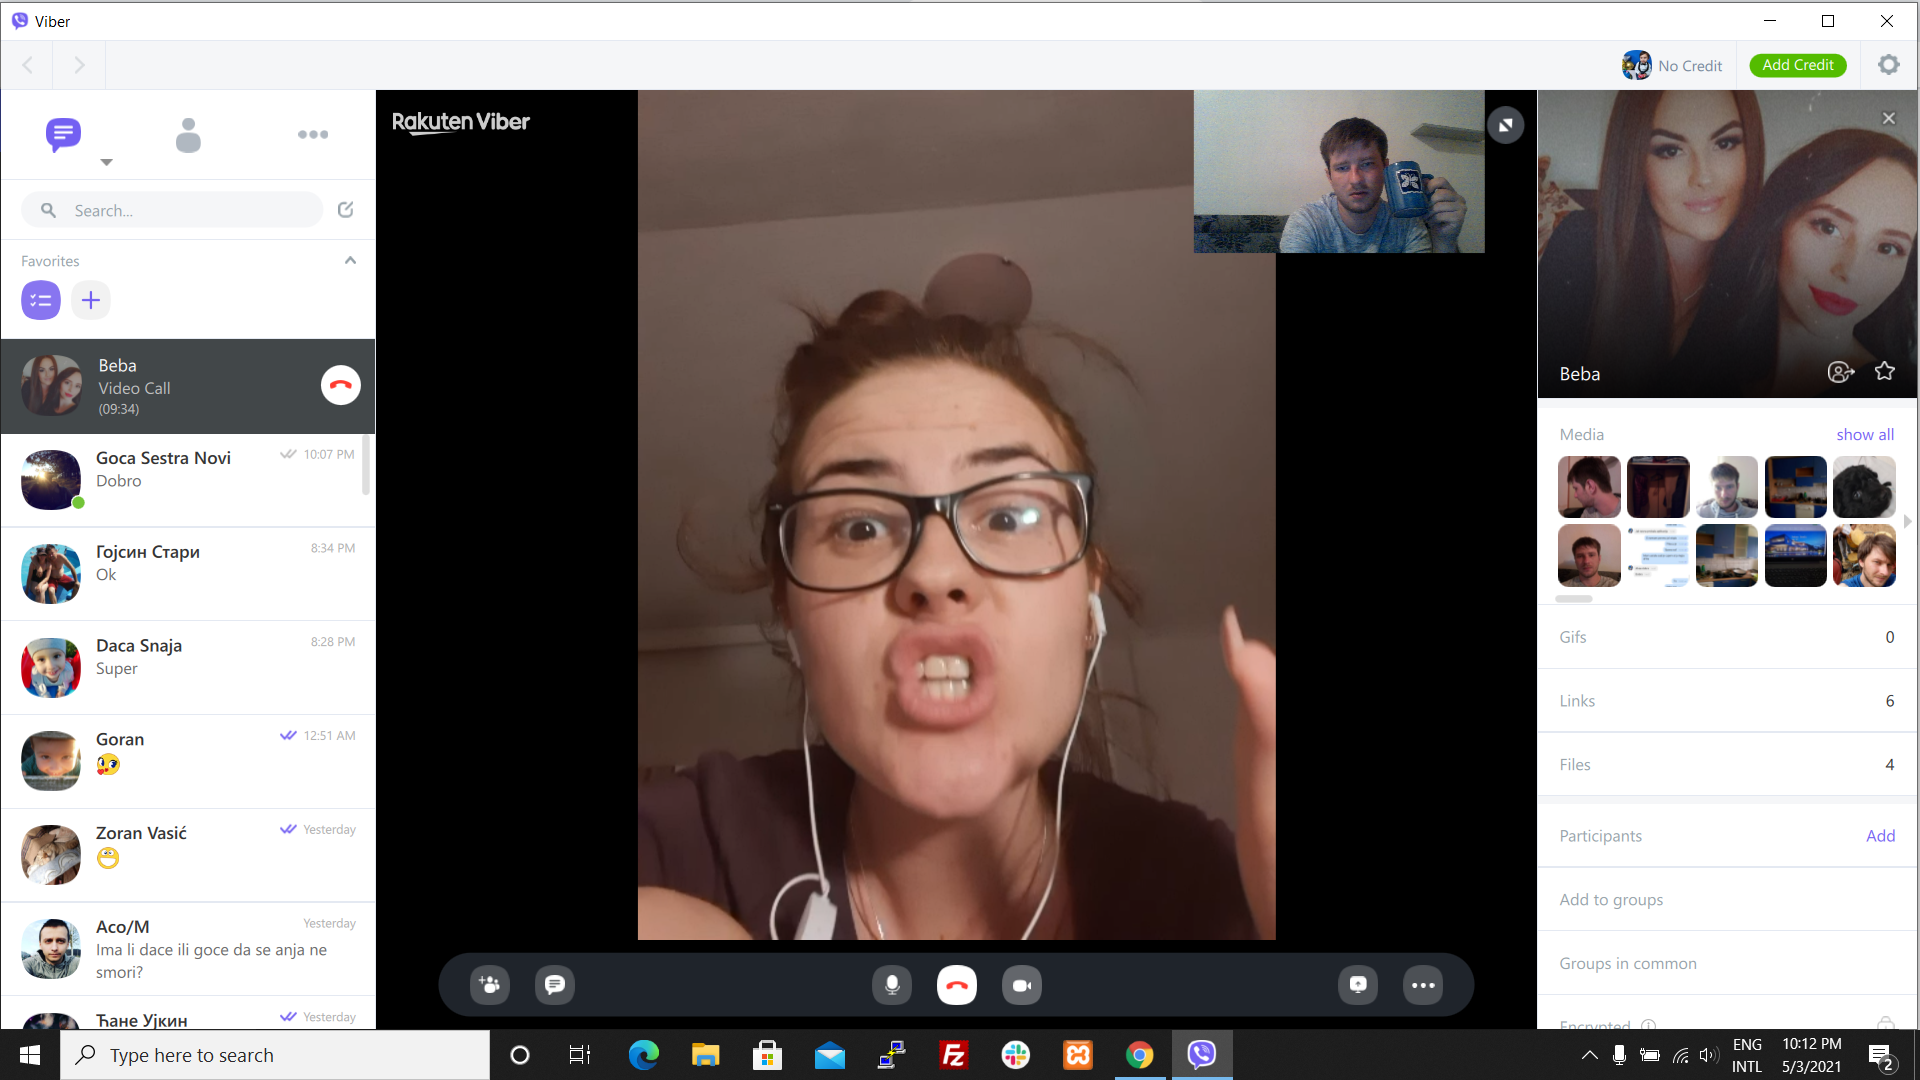 Viber
No Credit
Add Credit
Search...
Favorites
Beba
Video Call
(09:34)
Goca Sestra Novi
10:07 PM
Dobro
Гојсин Стари
8:34 PM
Ok
Daca Snaja
8:28 PM
Super
Goran
12:51 AM
Zoran Vasić
Yesterday
Aco/M
Yesterday
Ima li dace ili goce da se anja ne
smori?
Ћане Ујкин
Yesterday
Rakuten Viber
Beba
Media
show all
Gifs
0
Links
6
Files
4
Participants
Add
Add to groups
Groups in common
Encrypted
Type here to search
ENG
INTL
10:12 PM
5/3/2021
2